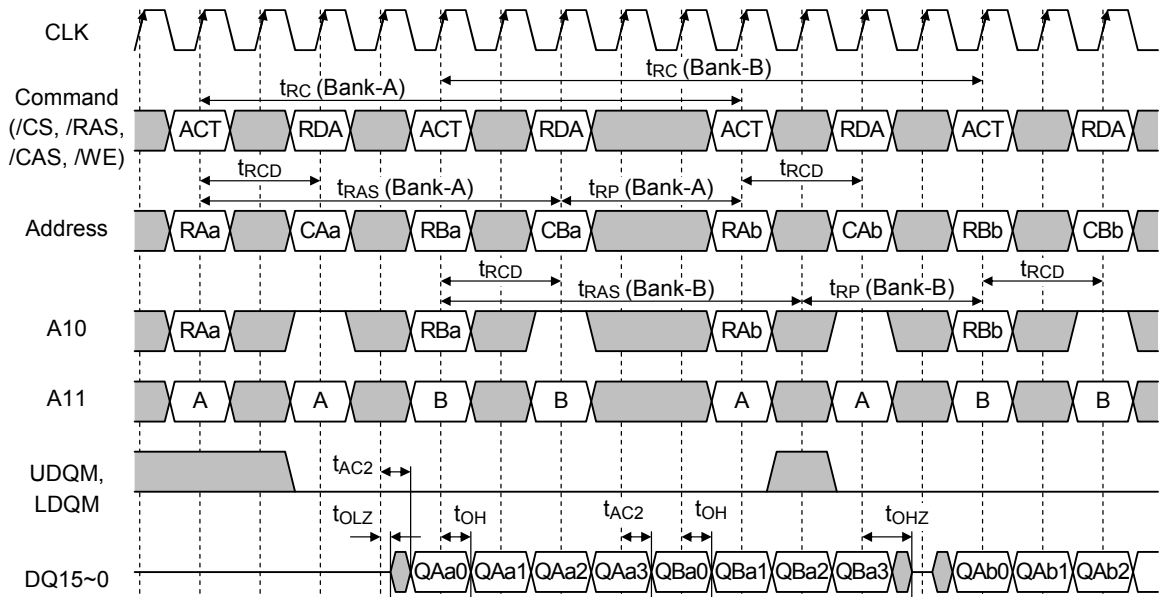 CLK
tRC (Bank-B)
tRC (Bank-A)
Command
(/CS, /RAS,
/CAS, /WE)
ACT RDA ACT RDA ACT RDA ACT RDA
tRCD tRAS (Bank-A) tRP (Bank-A) tRCD
Address RAa CAa RBa CBa RAb CAb RBb CBb
tRCD tRAS (Bank-B) tRP (Bank-B) tRCD
A10 RAa RBa RAb RBb
A11 A A B B A A B B
UDQM,
LDQM
tAC2
tOLZ tOH tAC2 tOH tOHZ
DQ15~0 QAa0 QAa1 QAa2 QAa3 QBa0 QBa1 QBa2 QBa3 QAb0 QAb1 QAb2